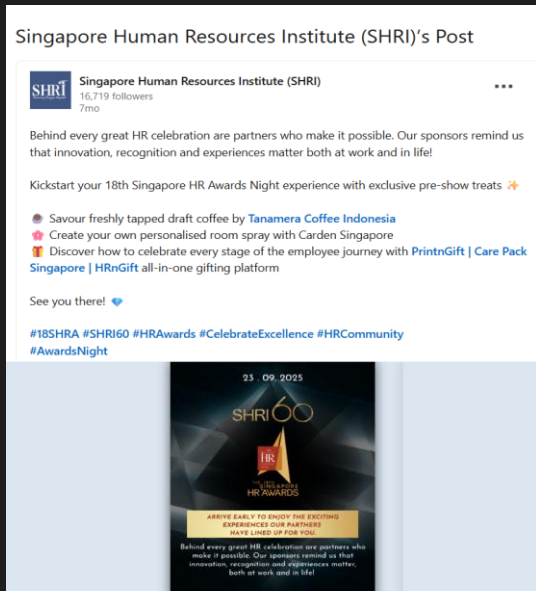 Singapore Human Resources Institute (SHRI)'s Post
SHRI
Singapore Human Resources Institute (SHRI)
16,719 followers
7mo
Behind every great HR celebration are partners who make it possible. Our sponsors remind us
that innovation, recognition and experiences matter both at work and in life!
Kickstart your 18th Singapore HR Awards Night experience with exclusive pre-show treats ✨
Savour freshly tapped draft coffee by Tanamera Coffee Indonesia
🌸 Create your own personalised room spray with Carden Singapore
🎁 Discover how to celebrate every stage of the employee journey with PrintnGift | Care Pack
Singapore | HRnGift all-in-one gifting platform
See you there! 💎
#18SHRA #SHRI60 #HRAwards #CelebrateExcellence #HRCommunity
#AwardsNight
23 . 09. 2025
SHRI60
HR
THE 18TH
SINGAPORE
HR AWARDS
ARRIVE EARLY TO ENJOY THE EXCITING
EXPERIENCES OUR PARTNERS
HAVE LINED UP FOR YOU.
Behind every great HR celebration are partners who
make it possible. Our sponsors remind us that
innovation, recognition and experiences matter,
both at work and in life!